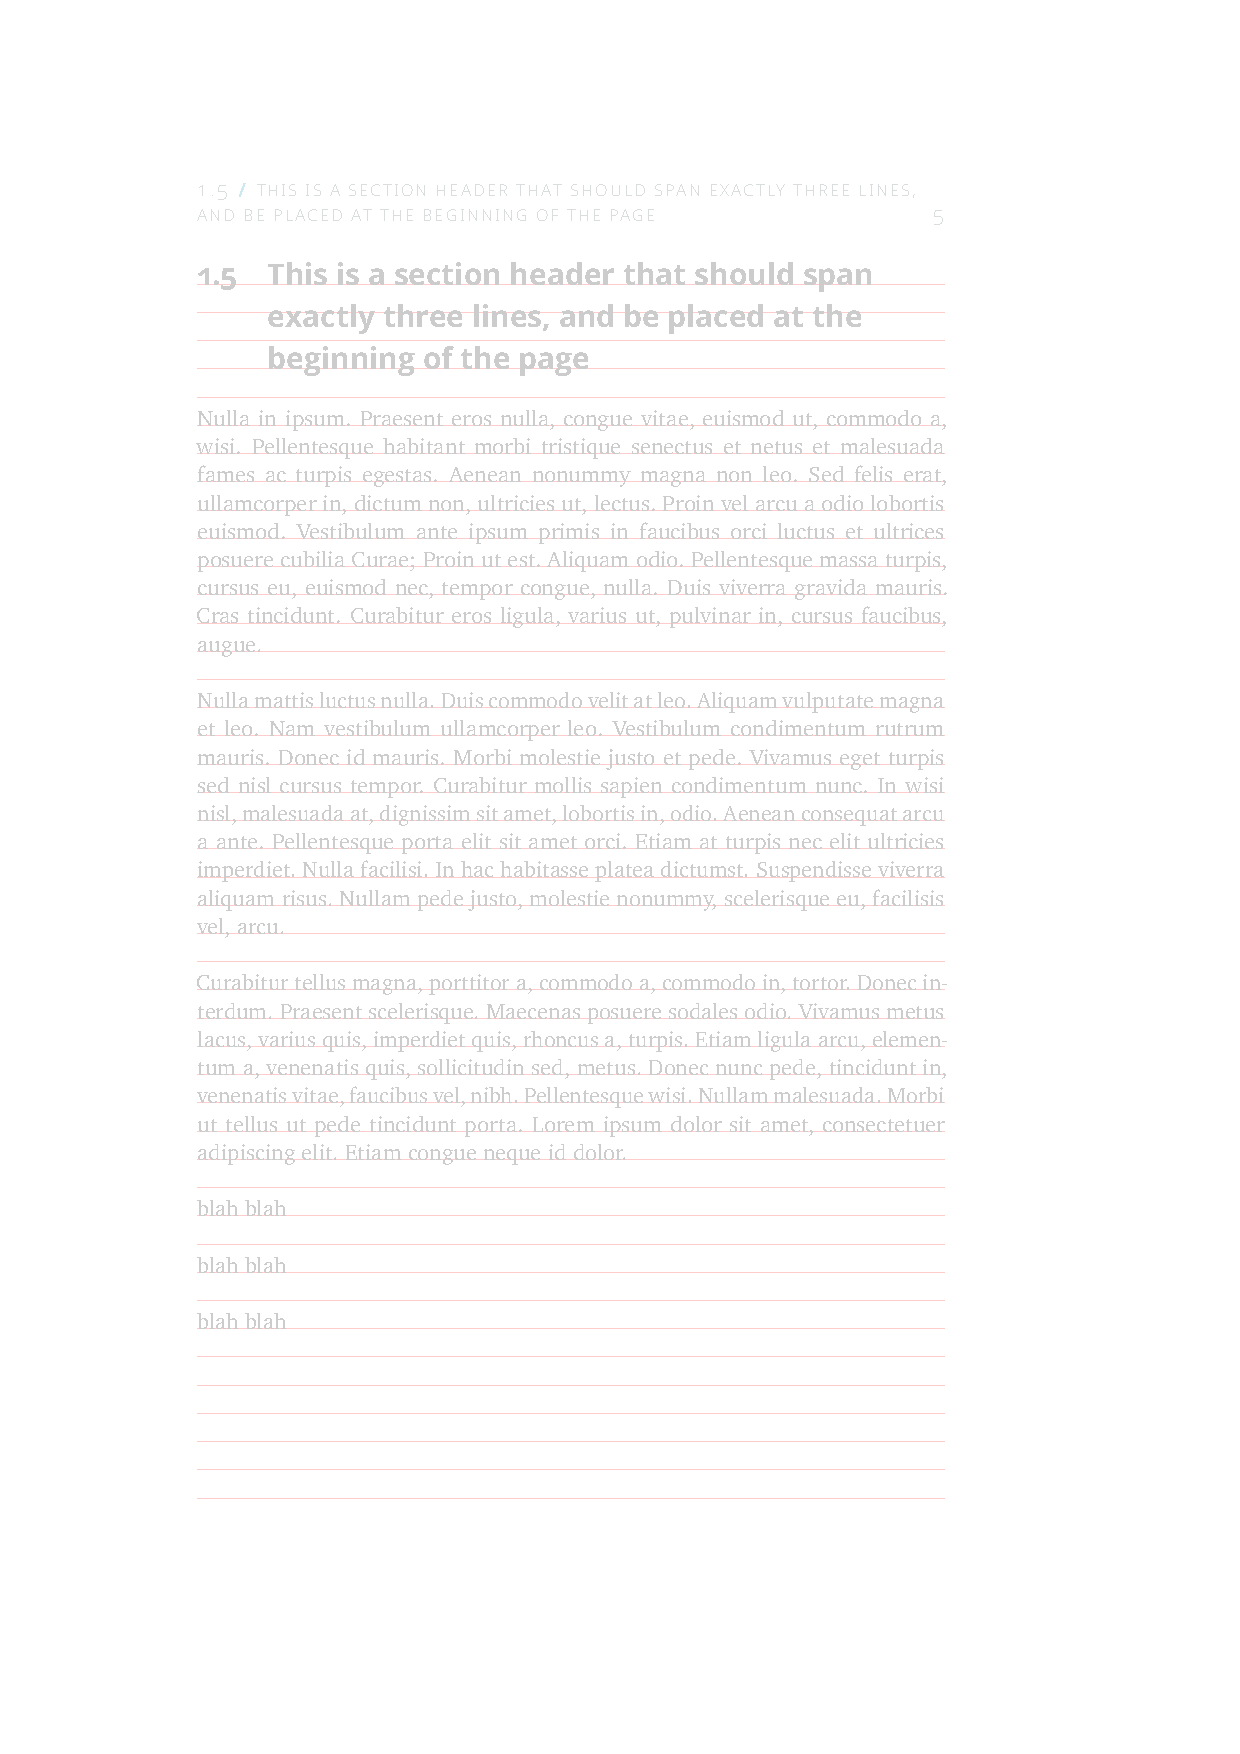 1.5 / THIS IS A SECTION HEADER THAT SHOULD SPAN EXACTLY THREE LINES,
AND BE PLACED AT THE BEGINNING OF THE PAGE 5
1.5 This is a section header that should span
exactly three lines, and be placed at the
beginning of the page
Nulla in ipsum. Praesent eros nulla, congue vitae, euismod ut, commodo a,
wisi. Pellentesque habitant morbi tristique senectus et netus et malesuada
fames ac turpis egestas. Aenean nonummy magna non leo. Sed felis erat,
ullamcorper in, dictum non, ultricies ut, lectus. Proin vel arcu a odio lobortis
euismod. Vestibulum ante ipsum primis in faucibus orci luctus et ultrices
posuere cubilia Curae; Proin ut est. Aliquam odio. Pellentesque massa turpis,
cursus eu, euismod nec, tempor congue, nulla. Duis viverra gravida mauris.
Cras tincidunt. Curabitur eros ligula, varius ut, pulvinar in, cursus faucibus,
augue.
Nulla mattis luctus nulla. Duis commodo velit at leo. Aliquam vulputate magna
et leo. Nam vestibulum ullamcorper leo. Vestibulum condimentum rutrum
mauris. Donec id mauris. Morbi molestie justo et pede. Vivamus eget turpis
sed nisl cursus tempor. Curabitur mollis sapien condimentum nunc. In wisi
nisl, malesuada at, dignissim sit amet, lobortis in, odio. Aenean consequat arcu
a ante. Pellentesque porta elit sit amet orci. Etiam at turpis nec elit ultricies
imperdiet. Nulla facilisi. In hac habitasse platea dictumst. Suspendisse viverra
aliquam risus. Nullam pede justo, molestie nonummy, scelerisque eu, facilisis
vel, arcu.
Curabitur tellus magna, porttitor a, commodo a, commodo in, tortor. Donec in-
terdum. Praesent scelerisque. Maecenas posuere sodales odio. Vivamus metus
lacus, varius quis, imperdiet quis, rhoncus a, turpis. Etiam ligula arcu, elemen-
tum a, venenatis quis, sollicitudin sed, metus. Donec nunc pede, tincidunt in,
venenatis vitae, faucibus vel, nibh. Pellentesque wisi. Nullam malesuada. Morbi
ut tellus ut pede tincidunt porta. Lorem ipsum dolor sit amet, consectetuer
adipiscing elit. Etiam congue neque id dolor.
blah blah
blah blah
blah blah